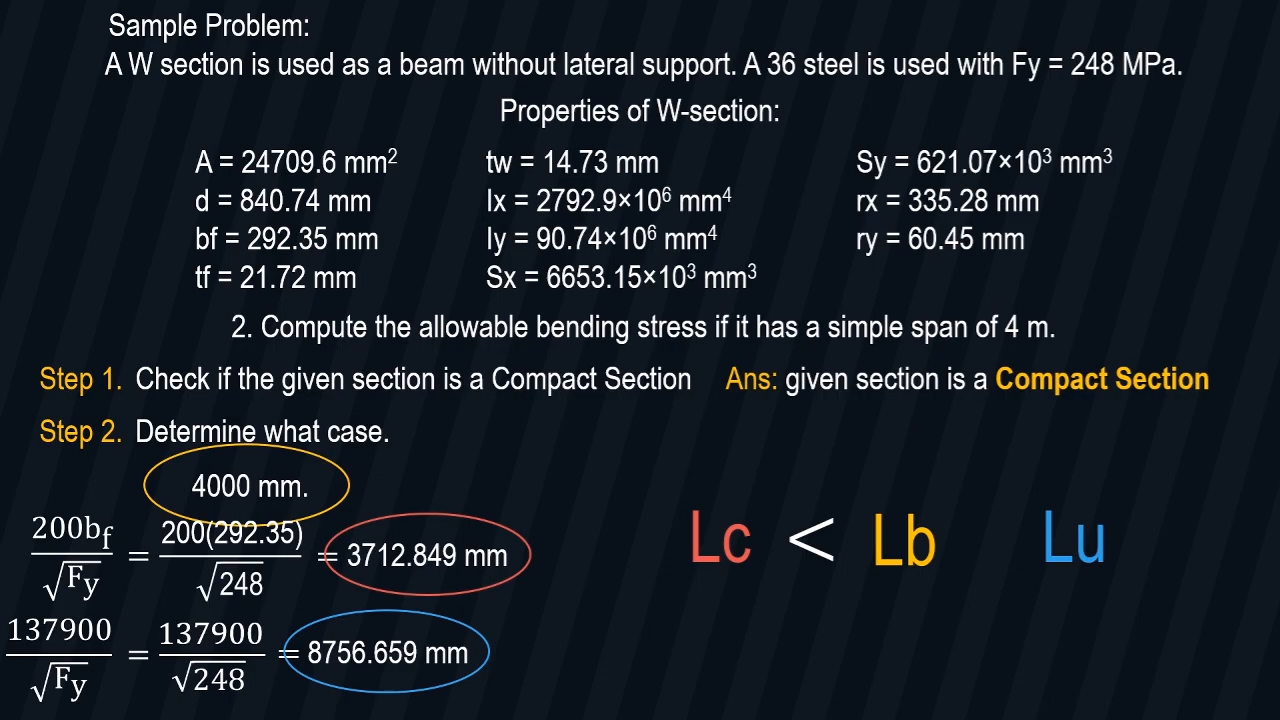 Sample Problem:
A W section is used as a beam without lateral support. A 36 steel is used with Fy = 248 MPa.
Properties of W-section:
A = 24709.6 mm²
d = 840.74 mm
bf = 292.35 mm
tf = 21.72 mm
tw = 14.73 mm
Ix = 2792.9×10⁶ mm⁴
Iy = 90.74×10⁶ mm⁴
Sx = 6653.15×10³ mm³
Sy = 621.07×10³ mm³
rx = 335.28 mm
ry = 60.45 mm
2. Compute the allowable bending stress if it has a simple span of 4 m.
Step 1. Check if the given section is a Compact Section Ans: given section is a Compact Section
Step 2. Determine what case.
4000 mm.
200b_f/√F_y = 200(292.35)/√248 = 3712.849 mm
137900/√F_y = 137900/√248 = 8756.659 mm
Lc < Lb Lu